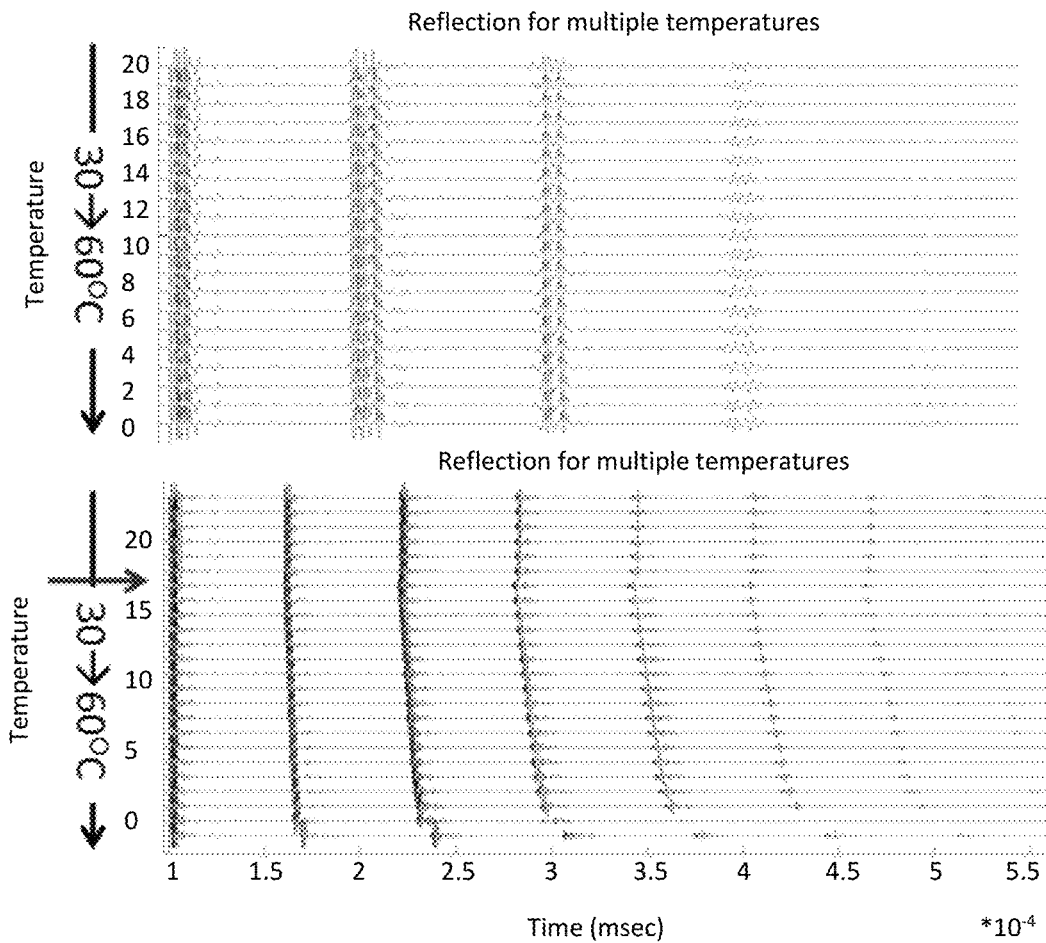 Reflection for multiple temperatures
20
18
16
14
12
10
8
6
4
2
0
Temperature
30→60°C
Reflection for multiple temperatures
20
15
10
5
0
Temperature
30→60°C
1 1.5 2 2.5 3 3.5 4 4.5 5 5.5
Time (msec) *10-4